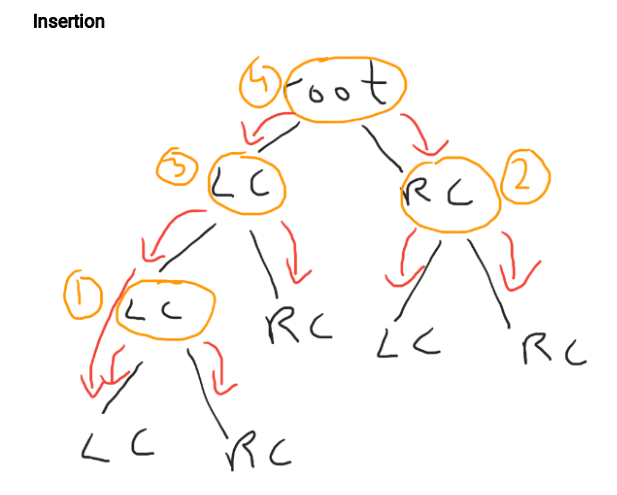 Insertion
4 root
3 LC RC 2
1 LC RC LC RC
LC RC